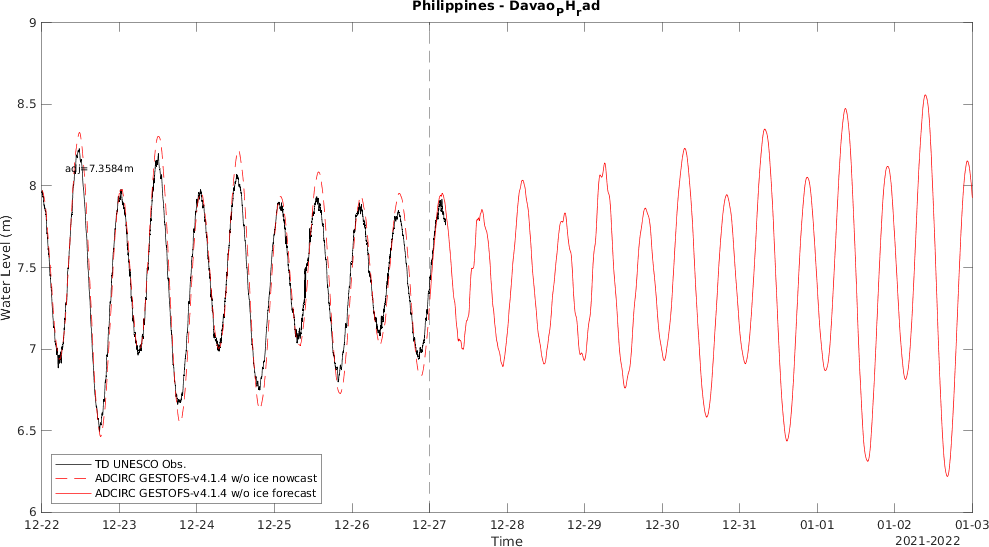 Philippines - DavaopHrad
9
8.5
adj=7.3584m
8
7.5
7
6.5
6
Water Level (m)
TD UNESCO Obs.
ADCIRC GESTOFS-v4.1.4 w/o ice nowcast
ADCIRC GESTOFS-v4.1.4 w/o ice forecast
12-22 12-23 12-24 12-25 12-26 12-27 12-28 12-29 12-30 12-31 01-01 01-02 01-03
Time
2021-2022